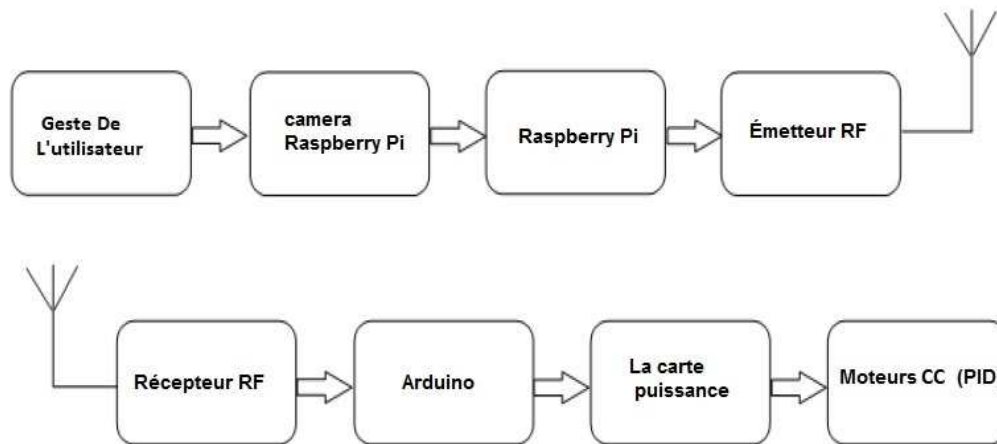 Geste De
L'utilisateur
camera
Raspberry Pi
Raspberry Pi
Émetteur RF
Récepteur RF
Arduino
La carte
puissance
Moteurs CC (PID